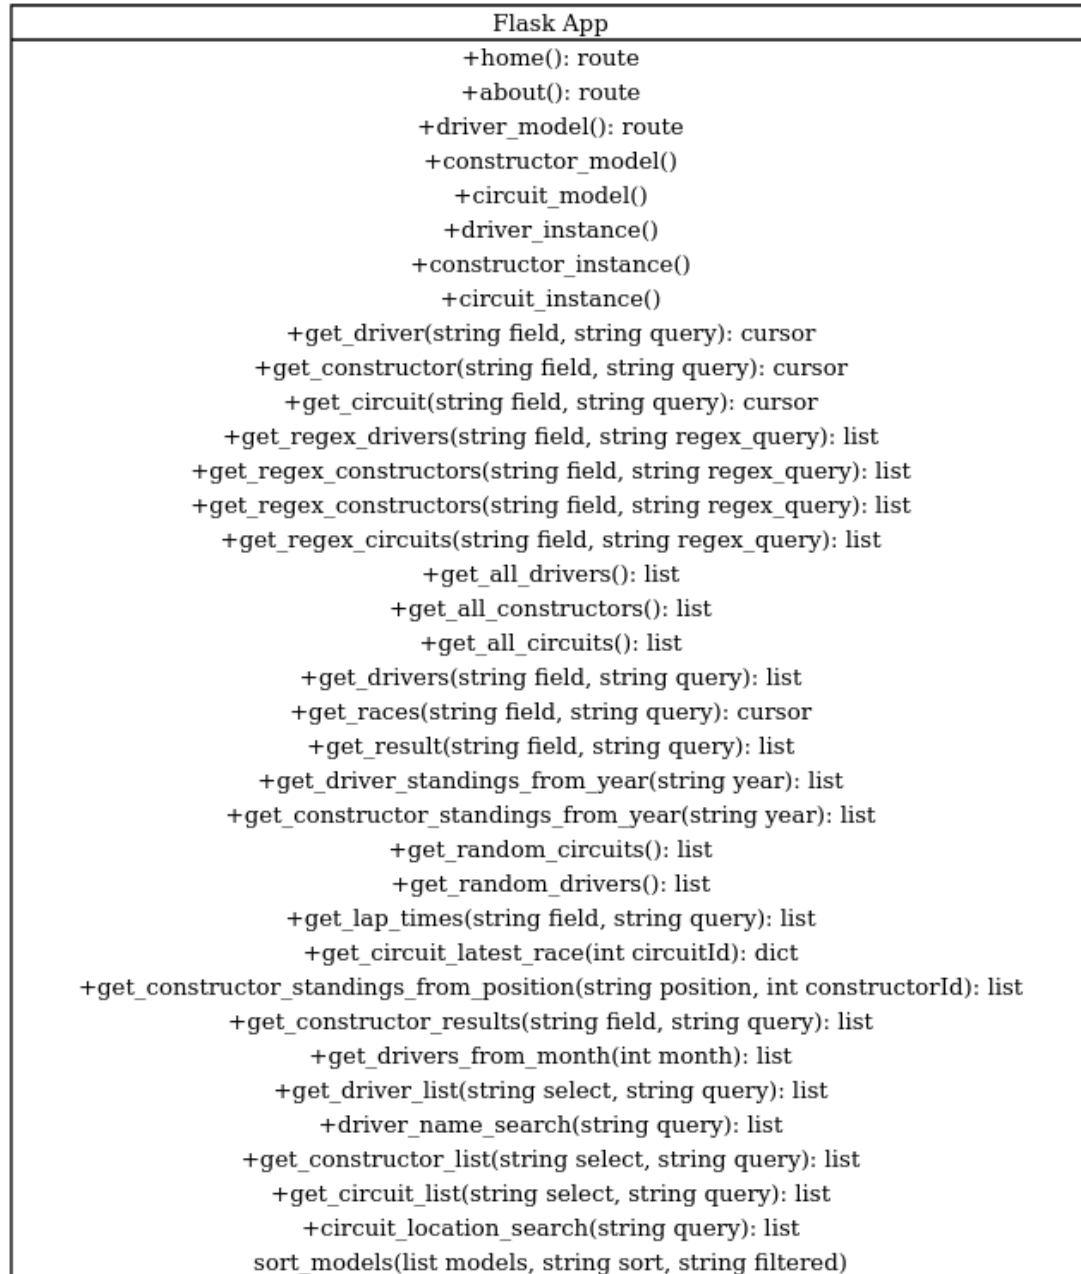 Flask App
+home(): route
+about(): route
+driver_model(): route
+constructor_model()
+circuit_model()
+driver_instance()
+constructor_instance()
+circuit_instance()
+get_driver(string field, string query): cursor
+get_constructor(string field, string query): cursor
+get_circuit(string field, string query): cursor
+get_regex_drivers(string field, string regex_query): list
+get_regex_constructors(string field, string regex_query): list
+get_regex_constructors(string field, string regex_query): list
+get_regex_circuits(string field, string regex_query): list
+get_all_drivers(): list
+get_all_constructors(): list
+get_all_circuits(): list
+get_drivers(string field, string query): list
+get_races(string field, string query): cursor
+get_result(string field, string query): list
+get_driver_standings_from_year(string year): list
+get_constructor_standings_from_year(string year): list
+get_random_circuits(): list
+get_random_drivers(): list
+get_lap_times(string field, string query): list
+get_circuit_latest_race(int circuitId): dict
+get_constructor_standings_from_position(string position, int constructorId): list
+get_constructor_results(string field, string query): list
+get_drivers_from_month(int month): list
+get_driver_list(string select, string query): list
+driver_name_search(string query): list
+get_constructor_list(string select, string query): list
+get_circuit_list(string select, string query): list
+circuit_location_search(string query): list
sort_models(list models, string sort, string filtered)